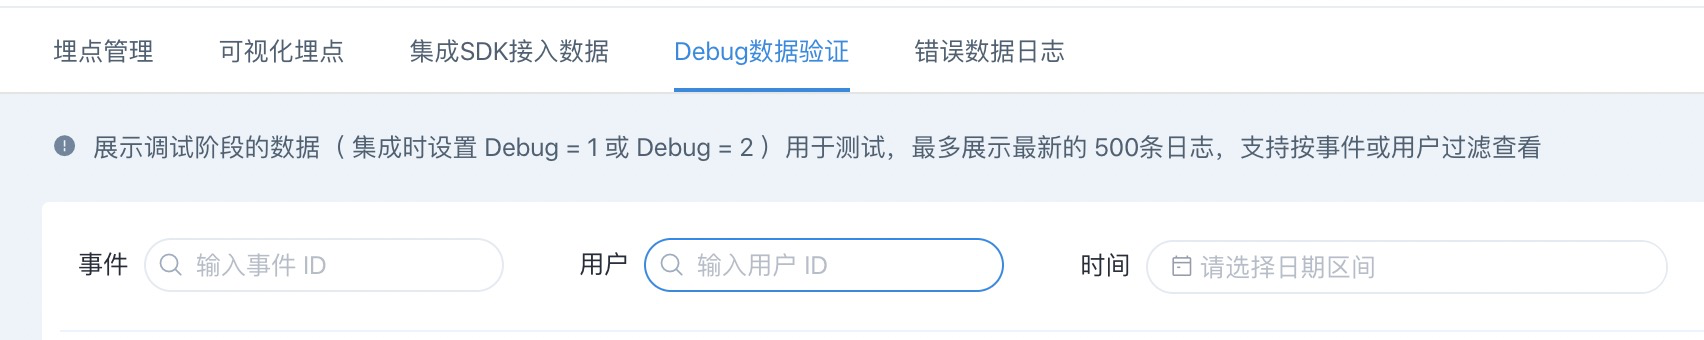 埋点管理 可视化埋点 集成SDK接入数据 Debug数据验证 错误数据日志
展示调试阶段的数据（ 集成时设置 Debug = 1 或 Debug = 2 ）用于测试，最多展示最新的 500条日志，支持按事件或用户过滤查看
事件 输入事件 ID 用户 输入用户 ID 时间 请选择日期区间